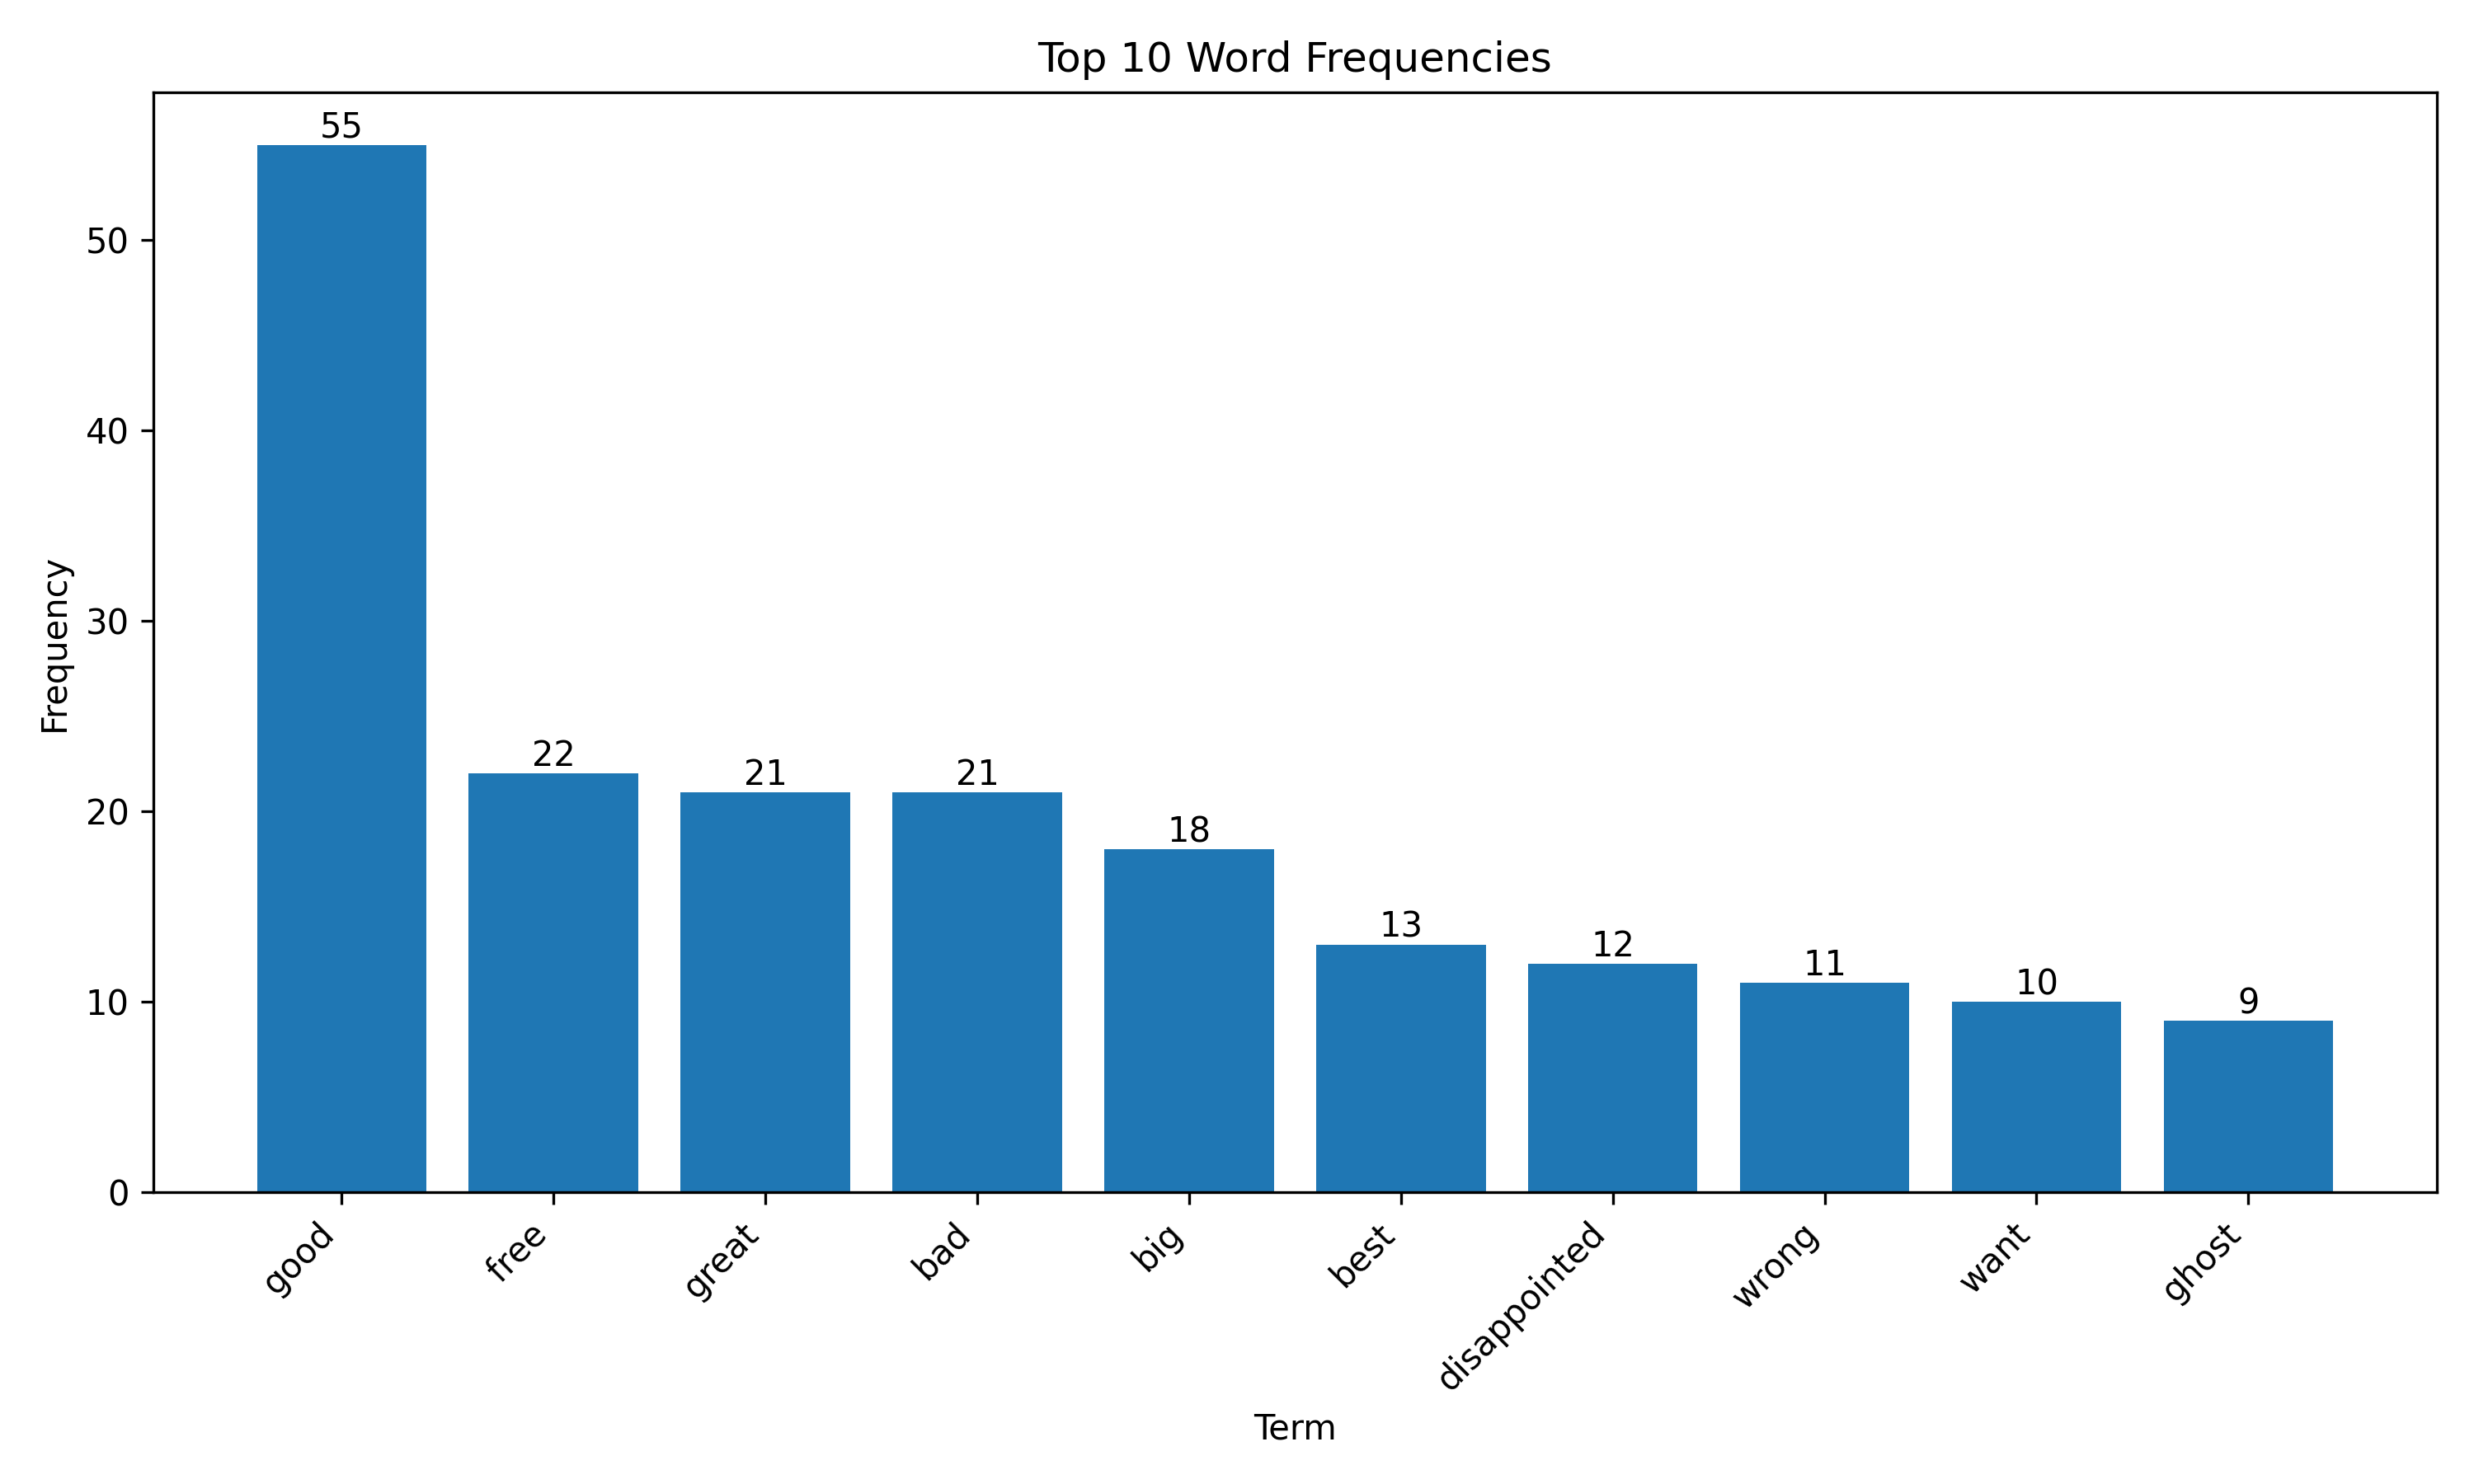 Top 10 Word Frequencies
Frequency
50
40
30
20
10
0
55
22
21
21
18
13
12
11
10
9
good
free
great
bad
big
best
disappointed
wrong
want
ghost
Term